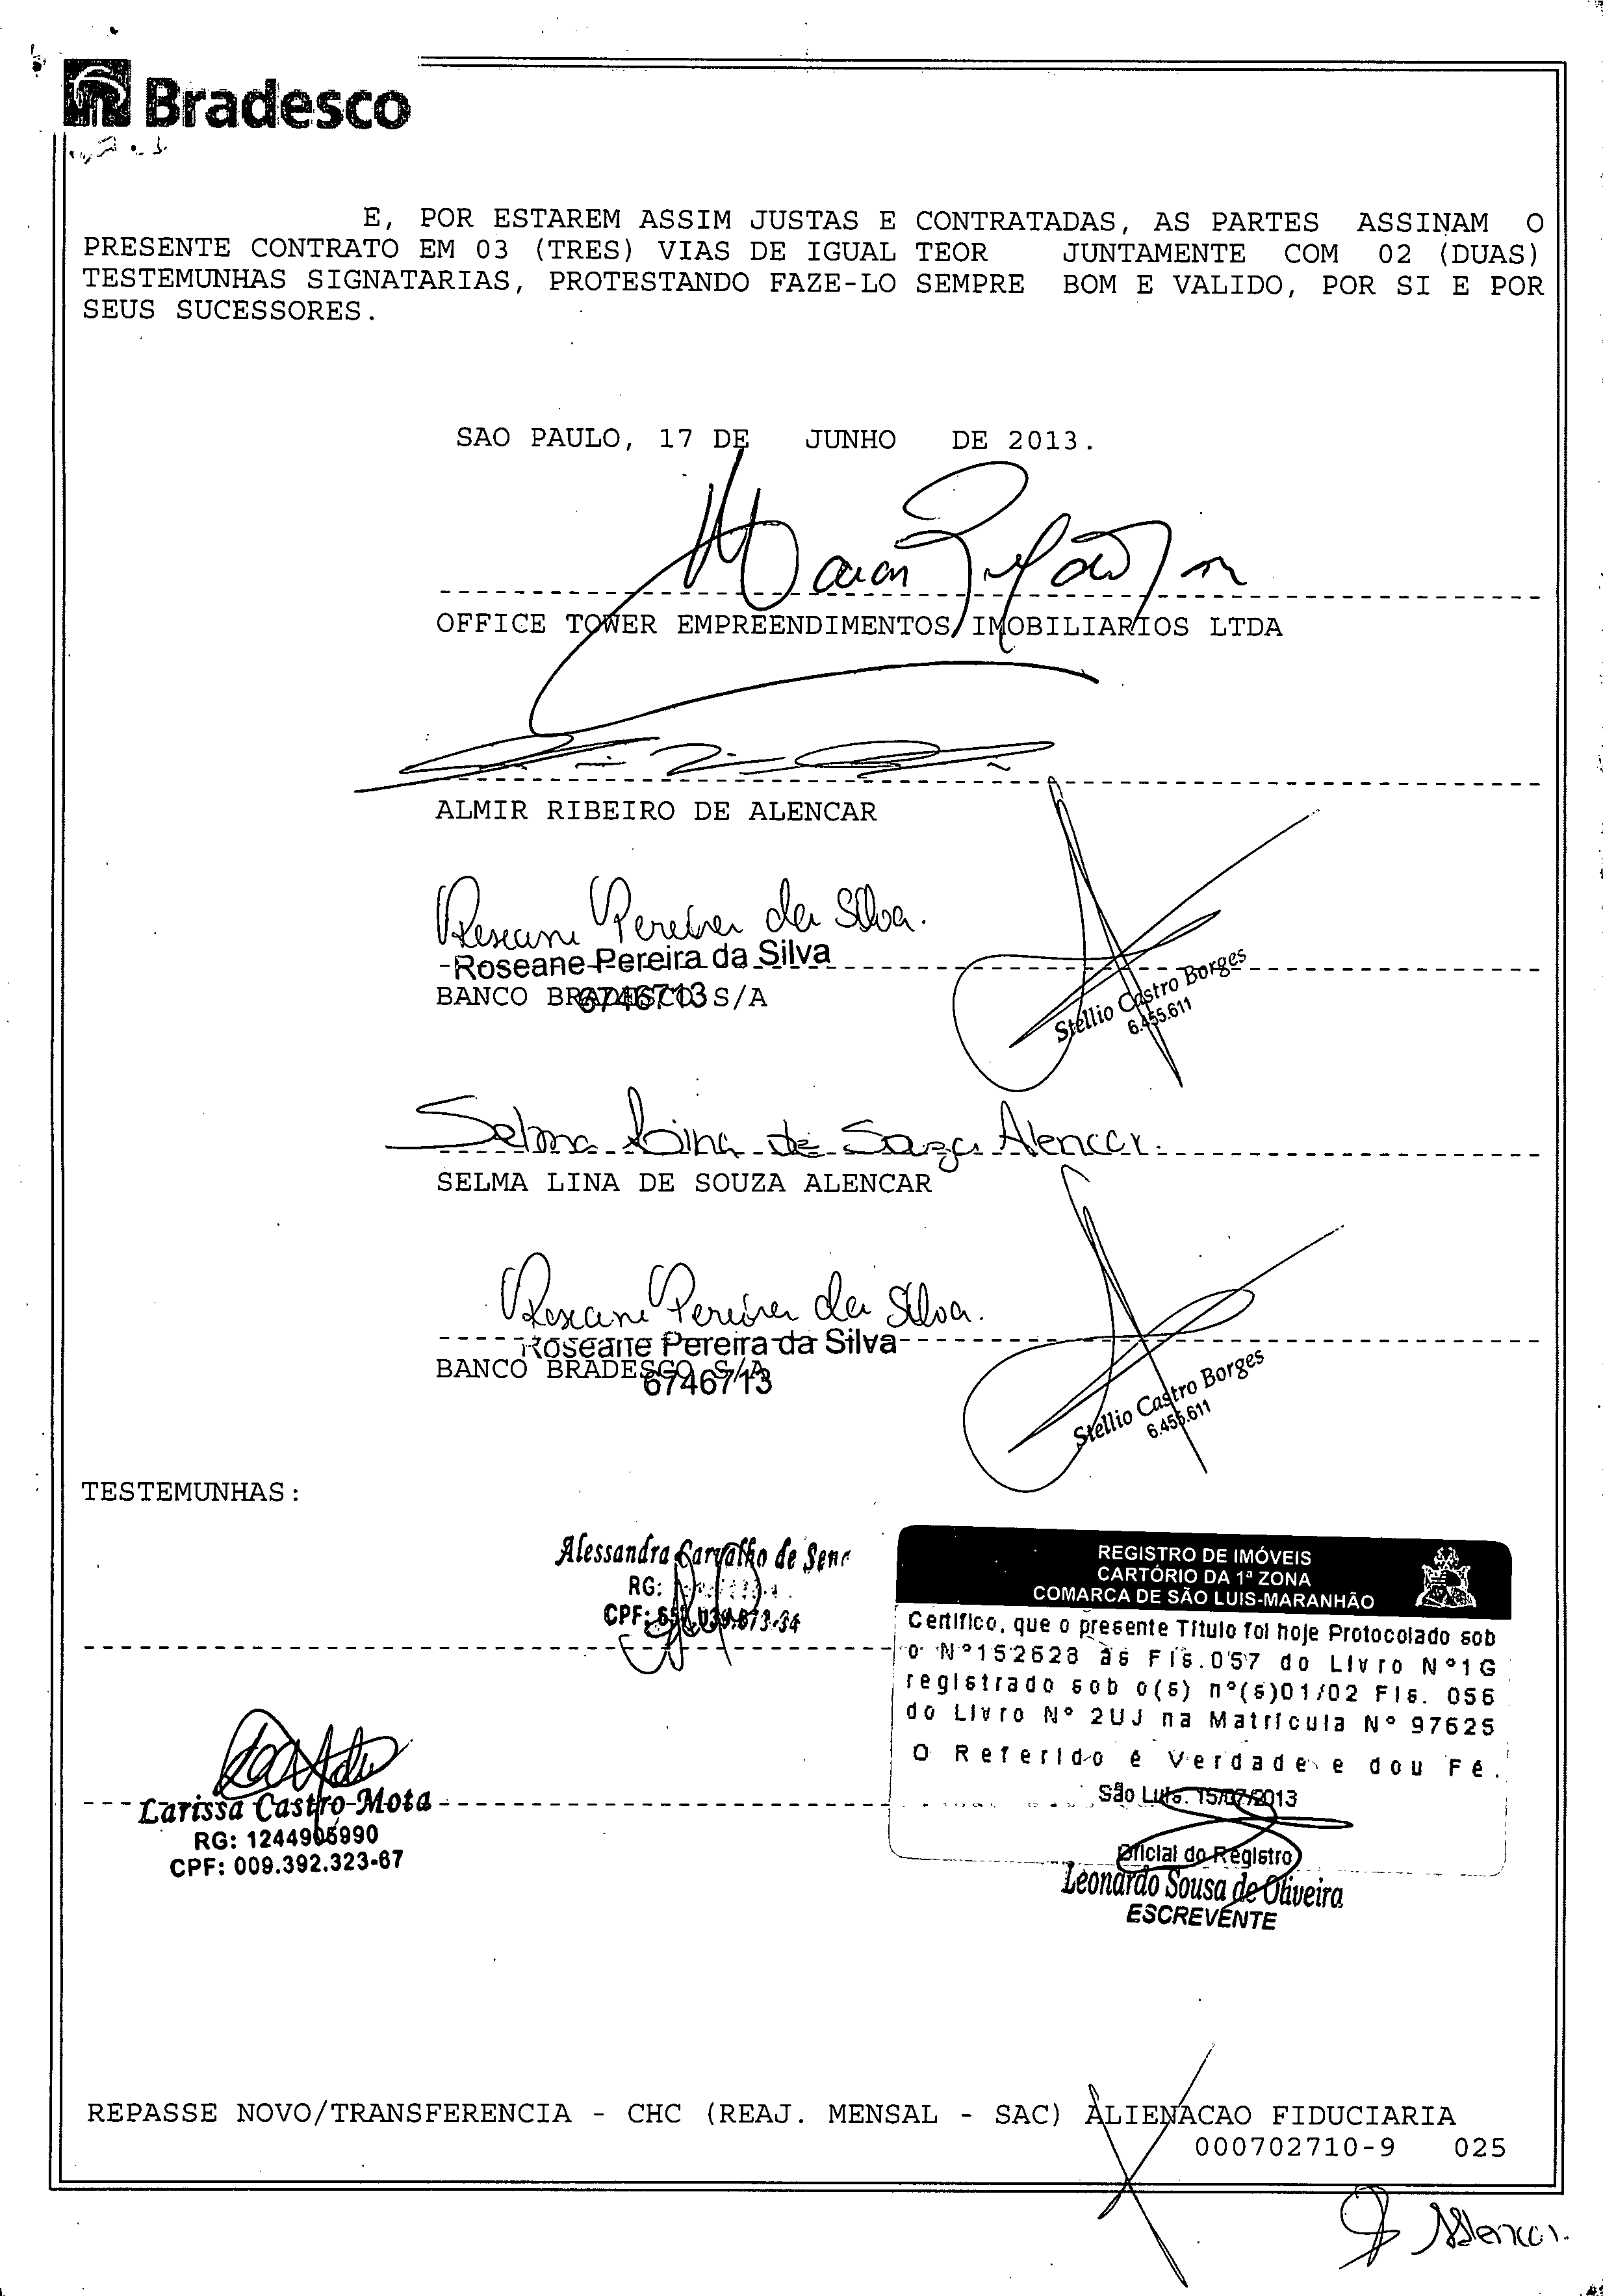 Bradesco
E, POR ESTAREM ASSIM JUSTAS E CONTRATADAS, AS PARTES ASSINAM O
PRESENTE CONTRATO EM 03 (TRES) VIAS DE IGUAL TEOR JUNTAMENTE COM 02 (DUAS)
TESTEMUNHAS SIGNATARIAS, PROTESTANDO FAZE-LO SEMPRE BOM E VALIDO, POR SI E POR
SEUS SUCESSORES.
SAO PAULO, 17 DE JUNHO DE 2013.
OFFICE TOWER EMPREENDIMENTOS IMOBILIARIOS LTDA
ALMIR RIBEIRO DE ALENCAR
Roseane Pereira da Silva.
Roseane Pereira da Silva
BANCO BRADESCO S/A
6746713
Stellio Castro Borges
6.455.611
Selma Lina de Souza Alencar.
SELMA LINA DE SOUZA ALENCAR
Roseane Pereira da Silva.
Roseane Pereira da Silva
BANCO BRADESCO S/A
6746713
Stellio Castro Borges
6.455.611
TESTEMUNHAS:
Alessandra Carvalho de
RG:
CPF:
REGISTRO DE IMÓVEIS
CARTÓRIO DA 1ª ZONA
COMARCA DE SÃO LUIS-MARANHÃO
Certifico, que o presente Título foi hoje Protocolado sob
o Nº152628 às Fls.057 do Livro Nº1G
registrado sob o(s) nº(s)01/02 Fls. 056
do Livro Nº 2UJ na Matrícula Nº 97625
O Referido é Verdade e dou Fé.
São Luís. 15/07/2013
Oficial do Registro
Leonardo Sousa de Oliveira
ESCREVENTE
Larissa Castro Mota
RG: 1244905990
CPF: 009.392.323-67
REPASSE NOVO/TRANSFERENCIA - CHC (REAJ. MENSAL - SAC) ALIENACAO FIDUCIARIA
000702710-9 025
Alencar.